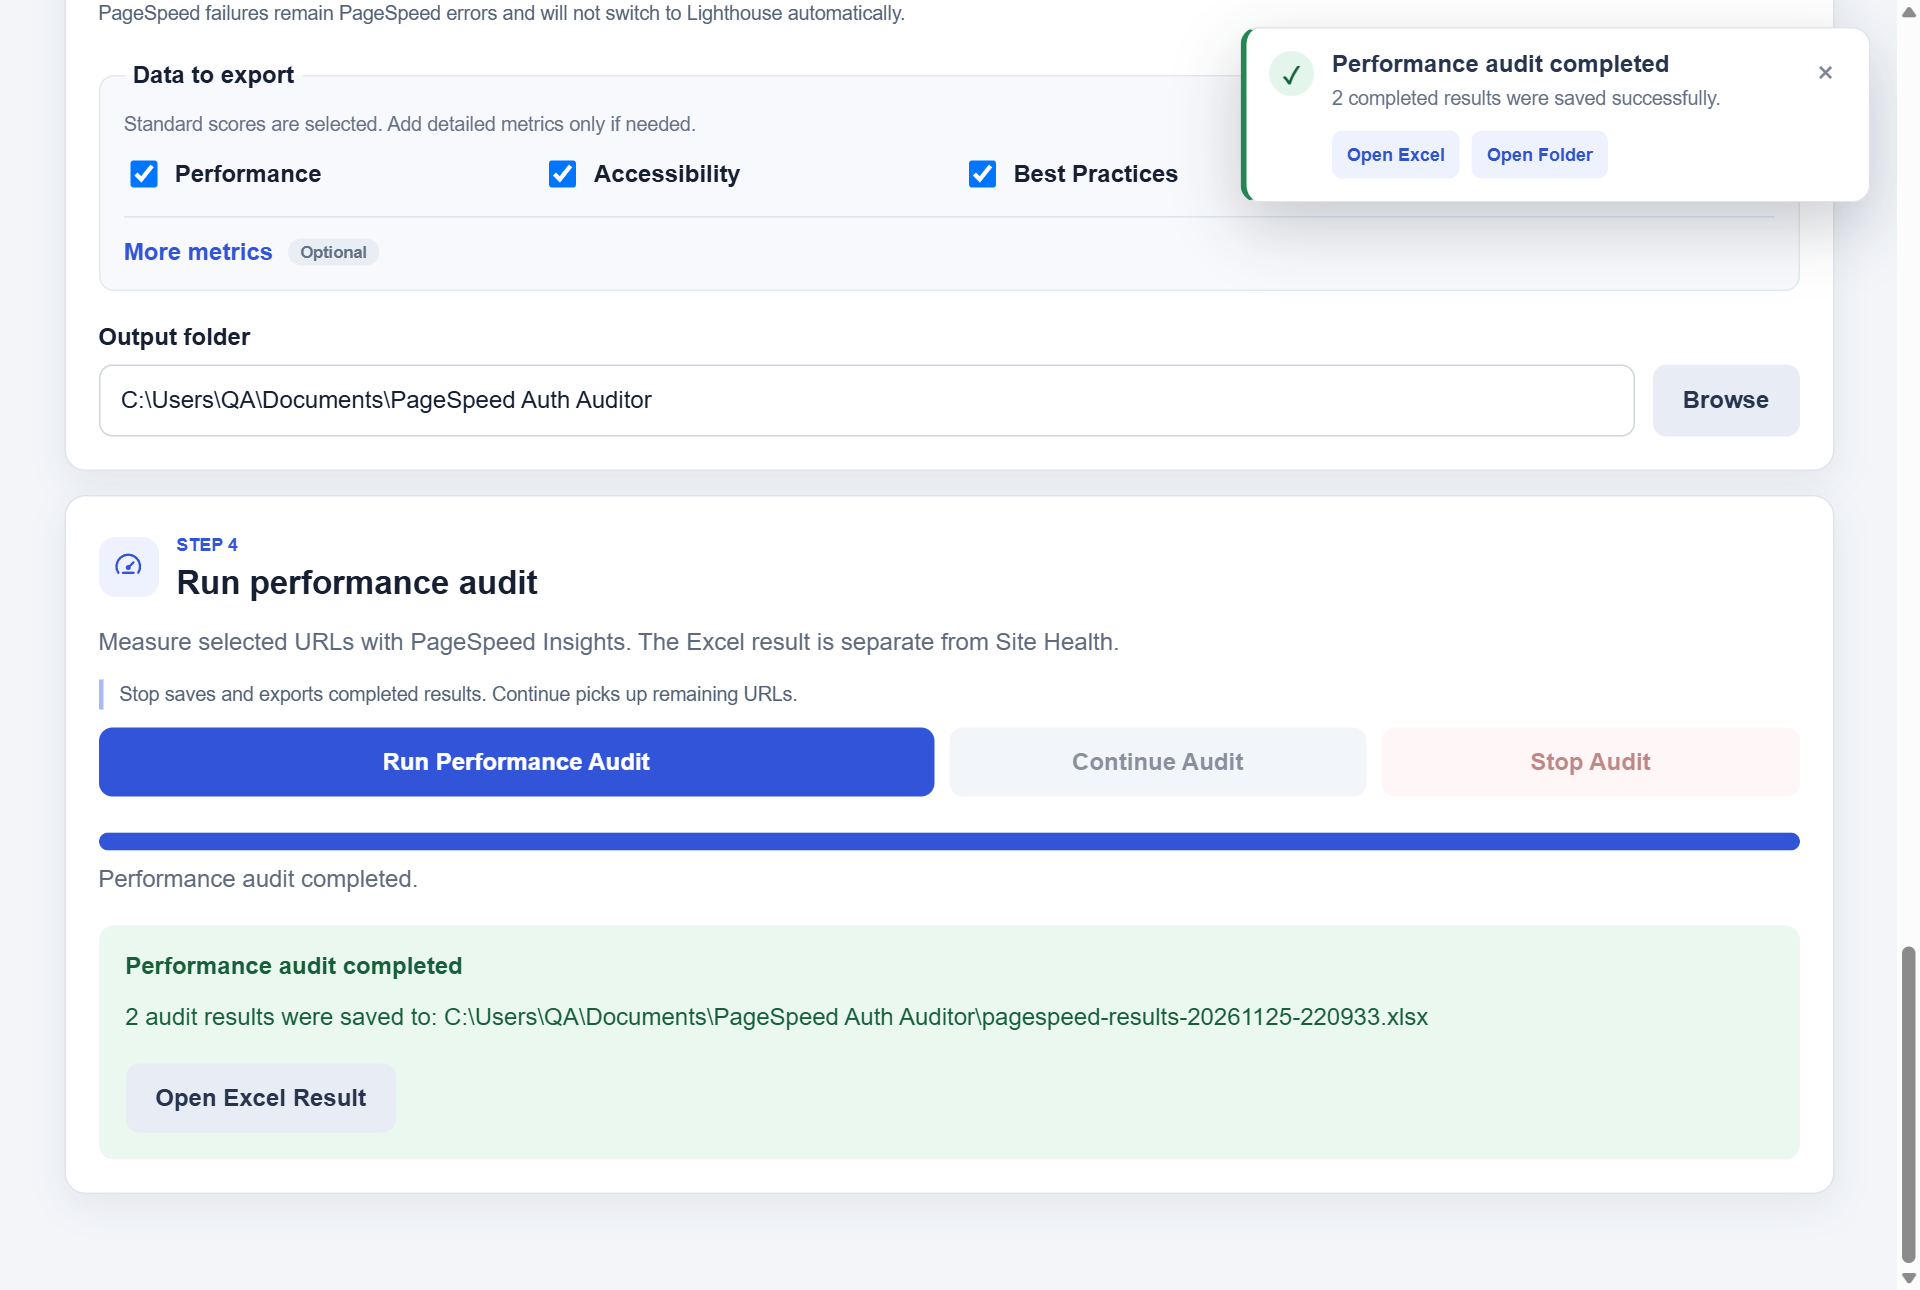 PageSpeed failures remain PageSpeed errors and will not switch to Lighthouse automatically.
Performance audit completed
2 completed results were saved successfully.
Open Excel
Open Folder
Data to export
Standard scores are selected. Add detailed metrics only if needed.
Performance
Accessibility
Best Practices
More metrics
Optional
Output folder
C:\Users\QA\Documents\PageSpeed Auth Auditor
Browse
STEP 4
Run performance audit
Measure selected URLs with PageSpeed Insights. The Excel result is separate from Site Health.
Stop saves and exports completed results. Continue picks up remaining URLs.
Run Performance Audit
Continue Audit
Stop Audit
Performance audit completed.
Performance audit completed
2 audit results were saved to: C:\Users\QA\Documents\PageSpeed Auth Auditor\pagespeed-results-20261125-220933.xlsx
Open Excel Result